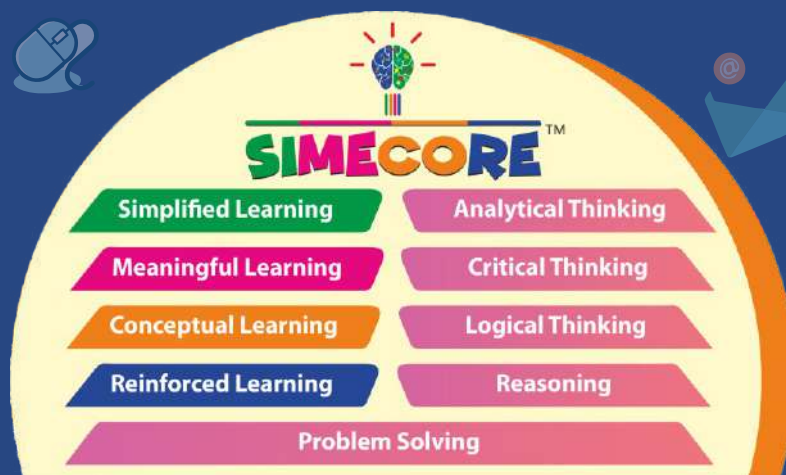 @
SIMECORE™
Simplified Learning
Analytical Thinking
Meaningful Learning
Critical Thinking
Conceptual Learning
Logical Thinking
Reinforced Learning
Reasoning
Problem Solving